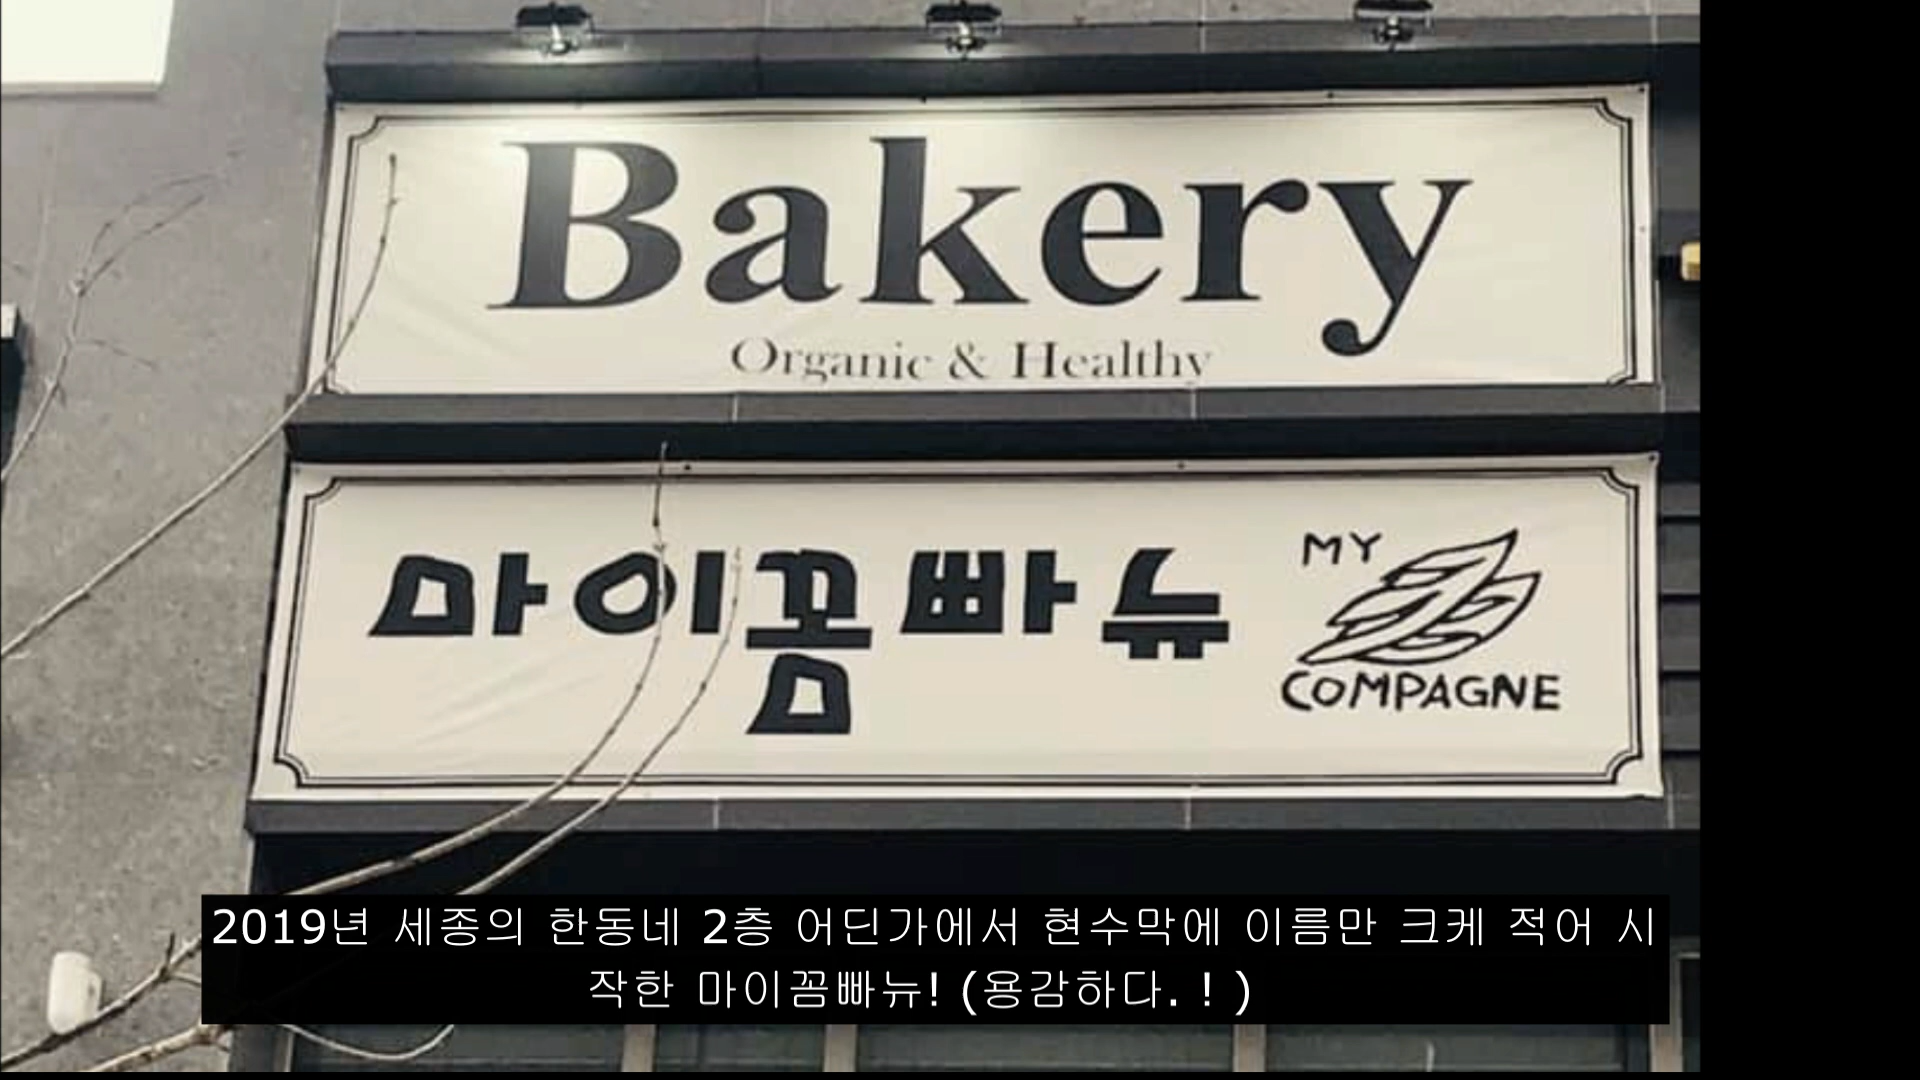 Bakery
Organic & Healthy
마이꼼빠뉴
MY
COMPAGNE
2019년 세종의 한동네 2층 어딘가에서 현수막에 이름만 크케 적어 시
작한 마이꼼빠뉴! (용감하다. ! )